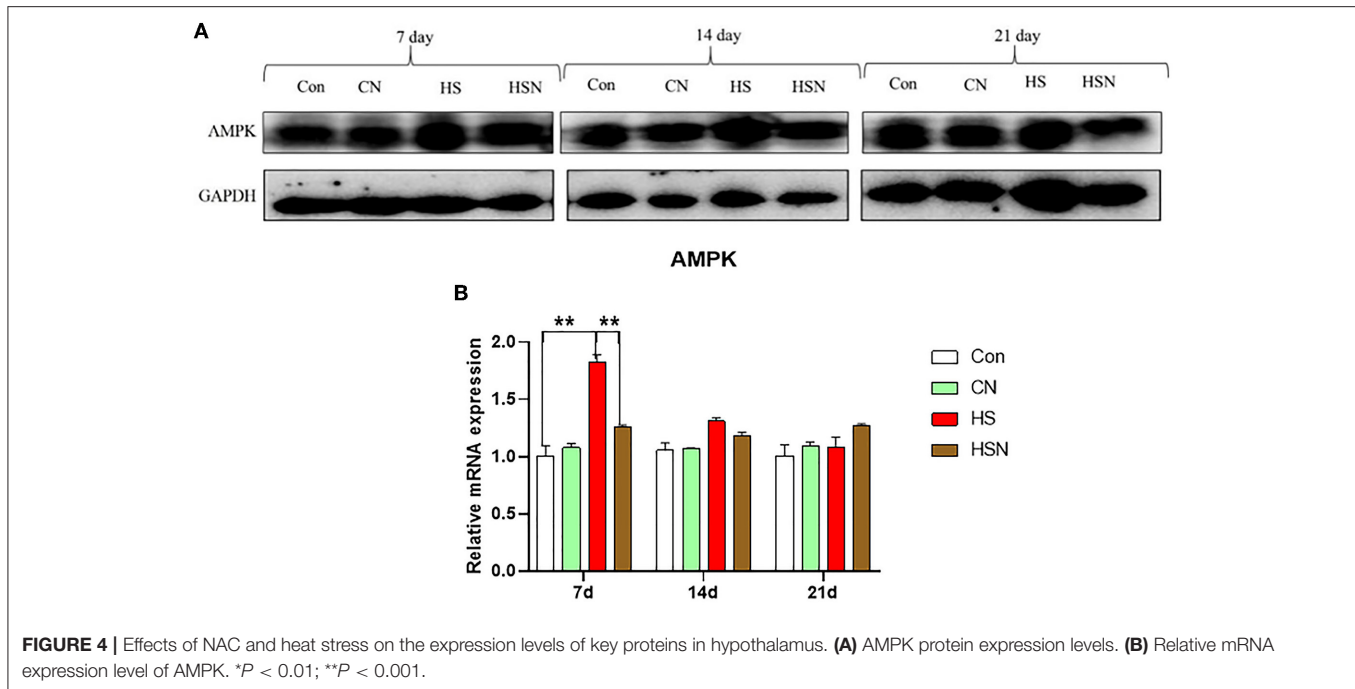 A
7 day 14 day 21 day
Con CN HS HSN Con CN HS HSN Con CN HS HSN
AMPK
GAPDH
AMPK
B
** **
Relative mRNA expression
2.0
1.5
1.0
0.5
0.0
7d 14d 21d
Con
CN
HS
HSN
FIGURE 4 | Effects of NAC and heat stress on the expression levels of key proteins in hypothalamus. (A) AMPK protein expression levels. (B) Relative mRNA
expression level of AMPK. *P < 0.01; **P < 0.001.